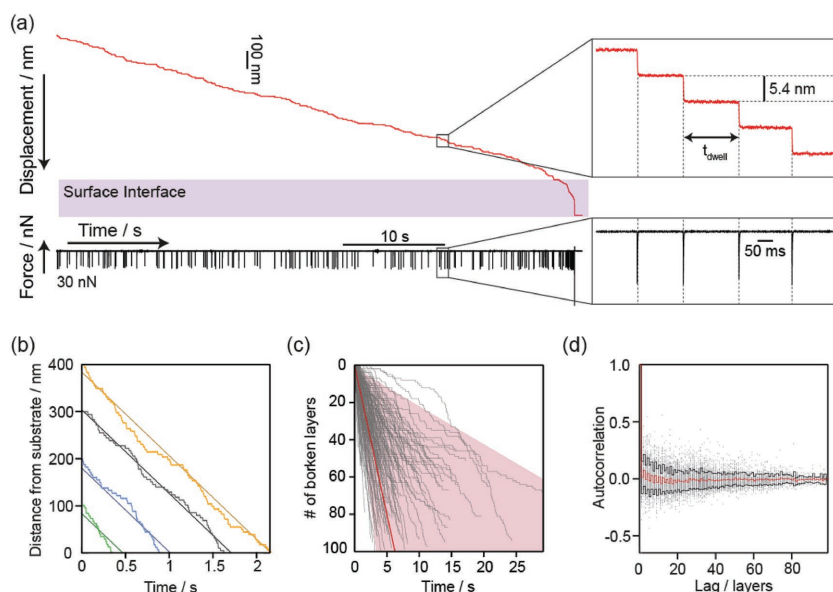 (a)
Displacement / nm
100 nm
5.4 nm
tdwell
Surface Interface
Force / nN
Time / s
10 s
30 nN
50 ms
(b)
Distance from substrate / nm
400
300
200
100
0
0
0.5
1.0
1.5
2
Time / s
(c)
# of borken layers
0
20
40
60
80
100
0
5
10
15
20
25
Time / s
(d)
Autocorrelation
1.0
0.5
0.0
-0.5
0
20
40
60
80
Lag / layers